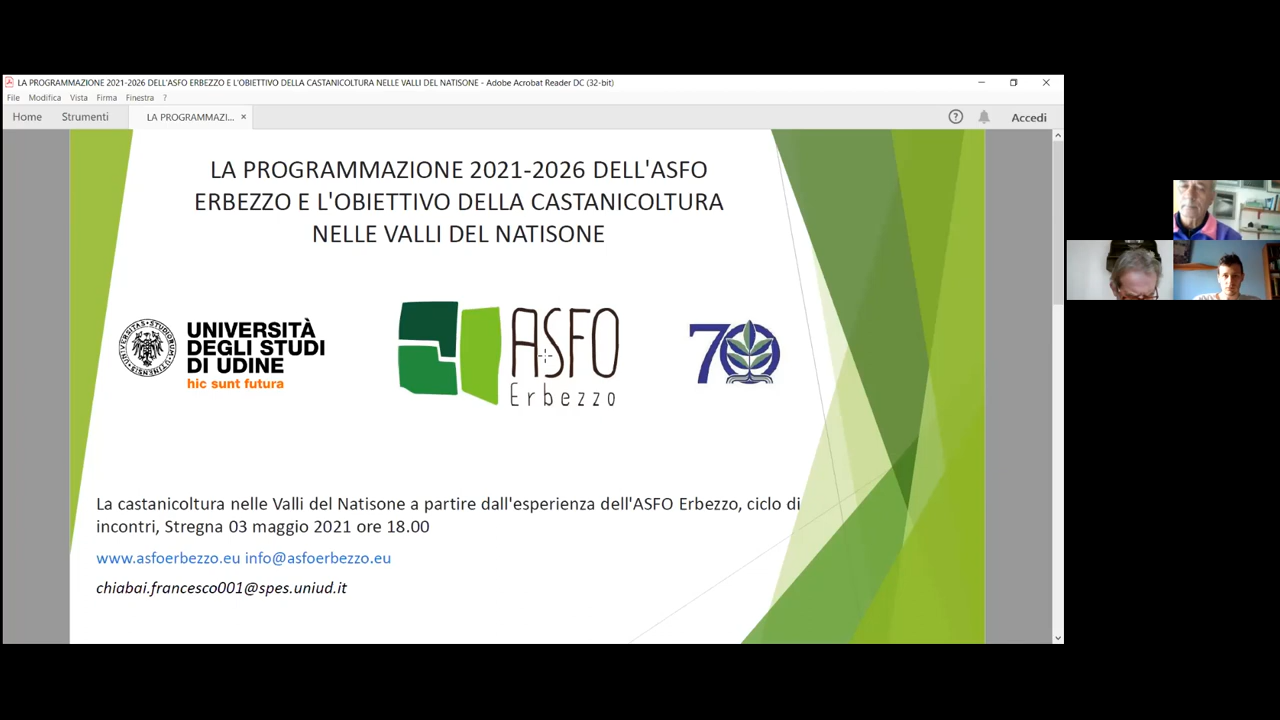 LA PROGRAMMAZIONE 2021-2026 DELL'ASFO ERBEZZO E L'OBIETTIVO DELLA CASTANICOLTURA NELLE VALLI DEL NATISONE - Adobe Acrobat Reader DC (32-bit)
File Modifica Vista Firma Finestra ?
Home Strumenti LA PROGRAMMAZI... × Accedi
LA PROGRAMMAZIONE 2021-2026 DELL'ASFO
ERBEZZO E L'OBIETTIVO DELLA CASTANICOLTURA
NELLE VALLI DEL NATISONE
UNIVERSITÀ
DEGLI STUDI
DI UDINE
hic sunt futura
ASFO
Erbezzo
70
La castanicoltura nelle Valli del Natisone a partire dall'esperienza dell'ASFO Erbezzo, ciclo di
incontri, Stregna 03 maggio 2021 ore 18.00
www.asfoerbezzo.eu info@asfoerbezzo.eu
chiabai.francesco001@spes.uniud.it